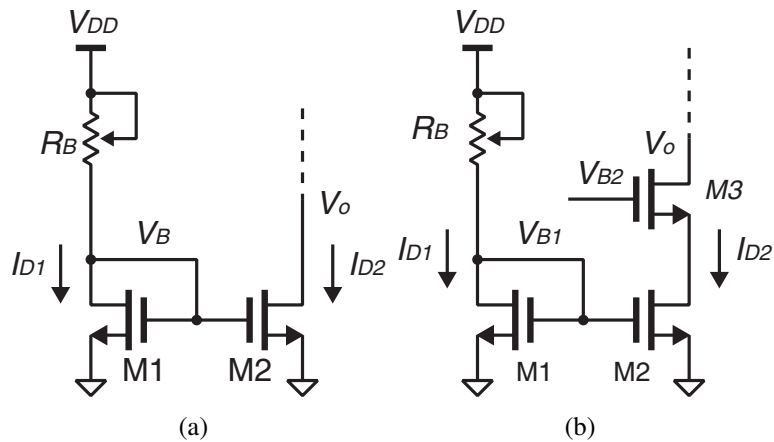 VDD
RB
VB
Vo
ID1
ID2
M1
M2
(a)
VDD
RB
Vo
VB2
M3
VB1
ID1
ID2
M1
M2
(b)